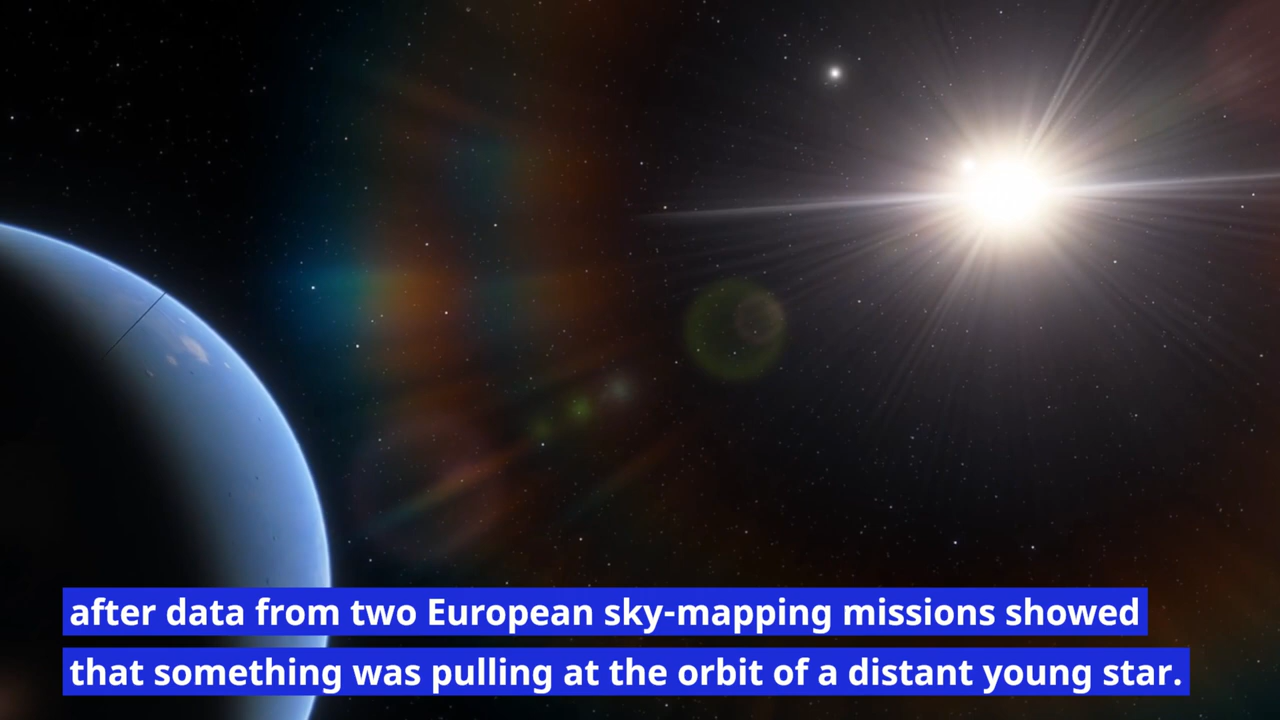 after data from two European sky-mapping missions showed
that something was pulling at the orbit of a distant young star.